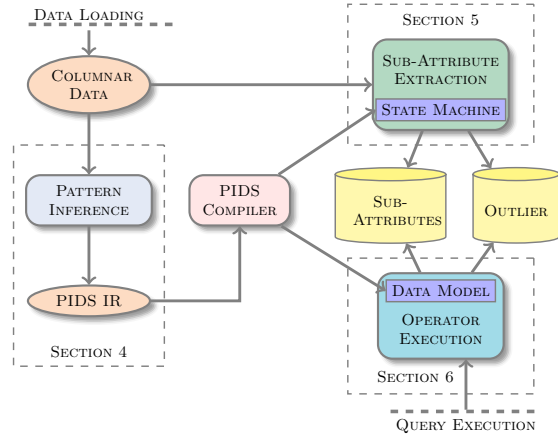 Data Loading
Section 5
Columnar
Data
Sub-Attribute
Extraction
State Machine
Pattern
Inference
PIDS
Compiler
Sub-
Attributes
Outlier
PIDS IR
Data Model
Operator
Execution
Section 4
Section 6
Query Execution